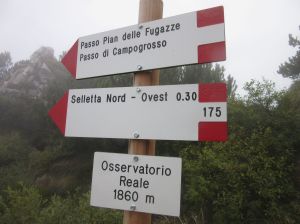 Passo Pian delle Fugazze
Passo di Campogrosso
Selletta Nord - Ovest 0.30
175
Osservatorio
Reale
1860 m